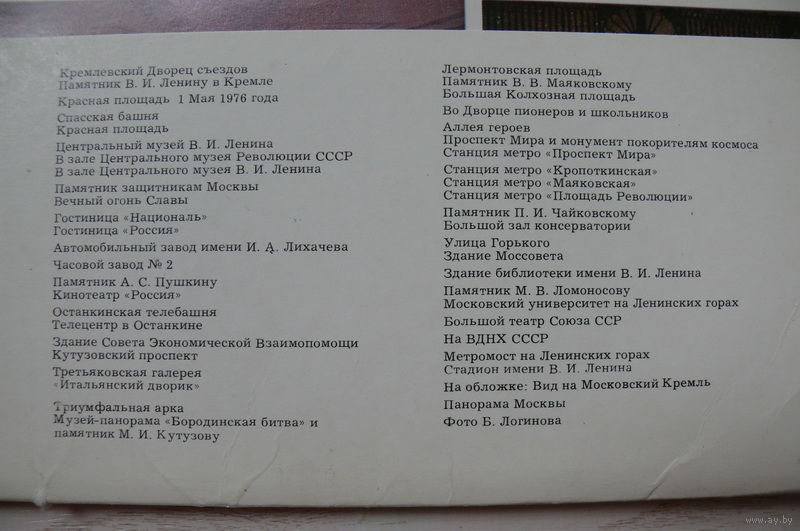 Кремлевский Дворец съездов
Памятник В. И. Ленину в Кремле
Красная площадь 1 Мая 1976 года
Спасская башня
Красная площадь
Центральный музей В. И. Ленина
В зале Центрального музея Революции СССР
В зале Центрального музея В. И. Ленина
Памятник защитникам Москвы
Вечный огонь Славы
Гостиница «Националь»
Гостиница «Россия»
Автомобильный завод имени И. А. Лихачева
Часовой завод № 2
Памятник А. С. Пушкину
Кинотеатр «Россия»
Останкинская телебашня
Телецентр в Останкине
Здание Совета Экономической Взаимопомощи
Кутузовский проспект
Третьяковская галерея
«Итальянский дворик»
Триумфальная арка
Музей-панорама «Бородинская битва» и
памятник М. И. Кутузову
Лермонтовская площадь
Памятник В. В. Маяковскому
Большая Колхозная площадь
Во Дворце пионеров и школьников
Аллея героев
Проспект Мира и монумент покорителям космоса
Станция метро «Проспект Мира»
Станция метро «Кропоткинская»
Станция метро «Маяковская»
Станция метро «Площадь Революции»
Памятник П. И. Чайковскому
Большой зал консерватории
Улица Горького
Здание Моссовета
Здание библиотеки имени В. И. Ленина
Памятник М. В. Ломоносову
Московский университет на Ленинских горах
Большой театр Союза ССР
На ВДНХ СССР
Метромост на Ленинских горах
Стадион имени В. И. Ленина
На обложке: Вид на Московский Кремль
Панорама Москвы
Фото Б. Логинова
www.ay.by